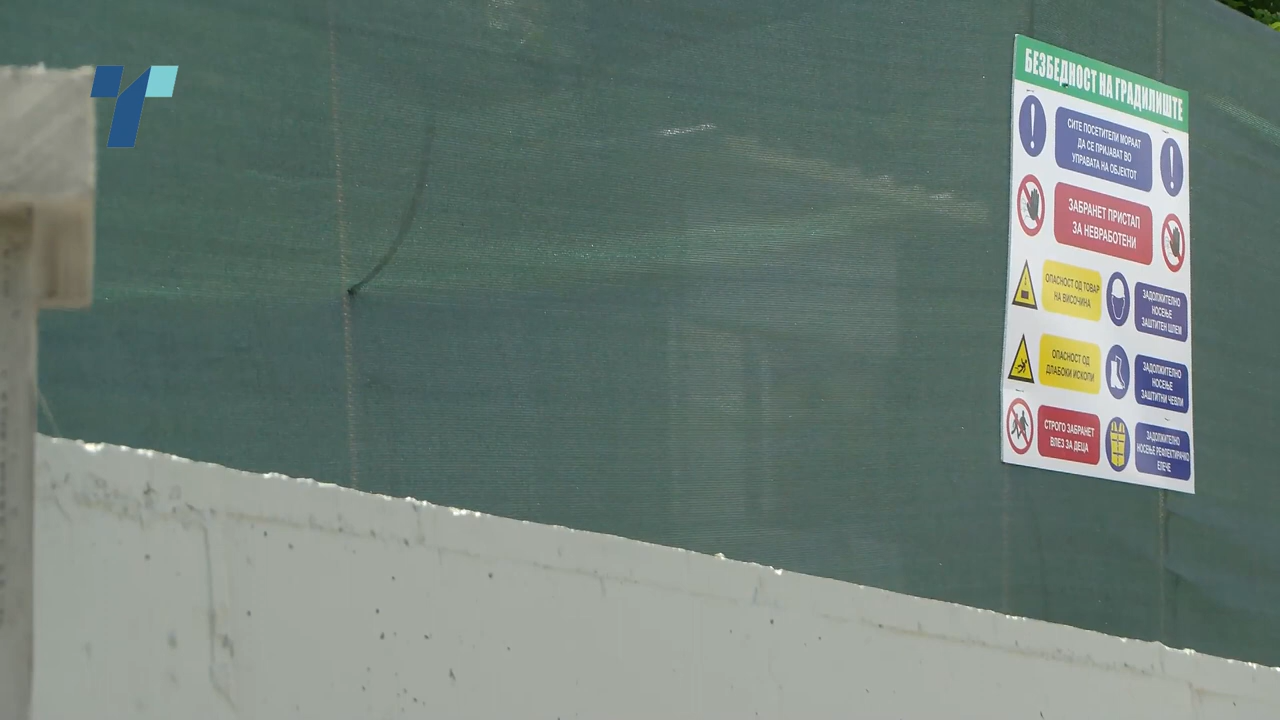 БЕЗБЕДНОСТ НА ГРАДИЛИШТЕ
СИТЕ ПОСЕТИТЕЛИ МОРААТ
ДА СЕ ПРИЈАВАТ ВО
УПРАВАТА НА ОБЈЕКТОТ
ЗАБРАНЕТ ПРИСТАП
ЗА НЕВРАБОТЕНИ
ОПАСНОСТ ОД ТОВАР
НА ВИСОЧИНА
ЗАДОЛЖИТЕЛНО
НОСЕЊЕ
ЗАШТИТЕН ШЛЕМ
ОПАСНОСТ ОД
ДЛАБОКИ ИСКОПИ
ЗАДОЛЖИТЕЛНО
НОСЕЊЕ
ЗАШТИТНИ ЧЕВЛИ
СТРОГО ЗАБРАНЕТ
ВЛЕЗ ЗА ДЕЦА
ЗАДОЛЖИТЕЛНО
НОСЕЊЕ РЕФЛЕКТИРАЧКО
ЕЛЕЧЕ